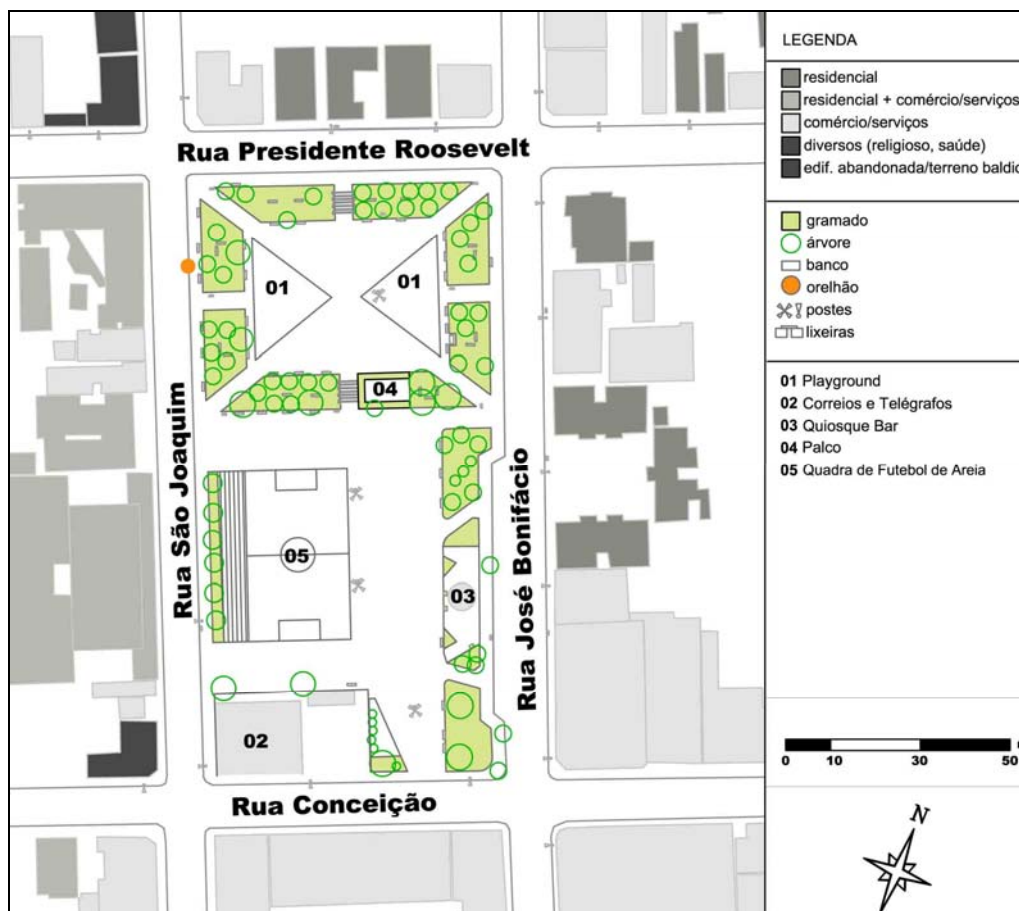 LEGENDA
residencial
residencial + comércio/serviços
comércio/serviços
diversos (religioso, saúde)
edif. abandonada/terreno baldio
gramado
árvore
banco
orelhão
postes
lixeiras
01 Playground
02 Correios e Telégrafos
03 Quiosque Bar
04 Palco
05 Quadra de Futebol de Areia
0 10 30 50
N
Rua Presidente Roosevelt
01
01
04
Rua São Joaquim
05
03
Rua José Bonifácio
02
Rua Conceição